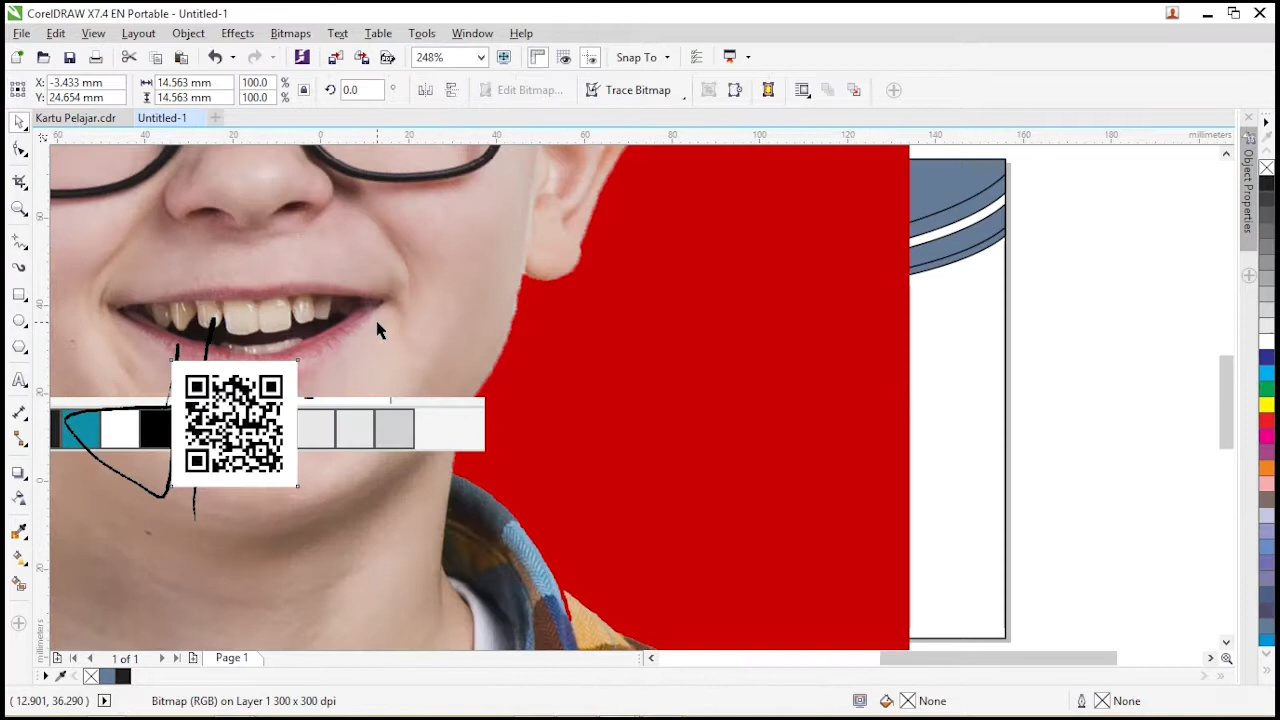 CorelDRAW X7.4 EN Portable - Untitled-1
File Edit View Layout Object Effects Bitmaps Text Table Tools Window Help
248% Snap To
X: -3.433 mm 14.563 mm 100.0 % 0.0 ° Edit Bitmap... Trace Bitmap
Y: 24.654 mm 14.563 mm 100.0 %
Kartu Pelajar.cdr Untitled-1
60 40 20 0 20 40 60 80 100 120 140 160 180 millimeters
Object Properties
millimeters
1 of 1 Page 1
( 12.901, 36.290 ) Bitmap (RGB) on Layer 1 300 x 300 dpi None None